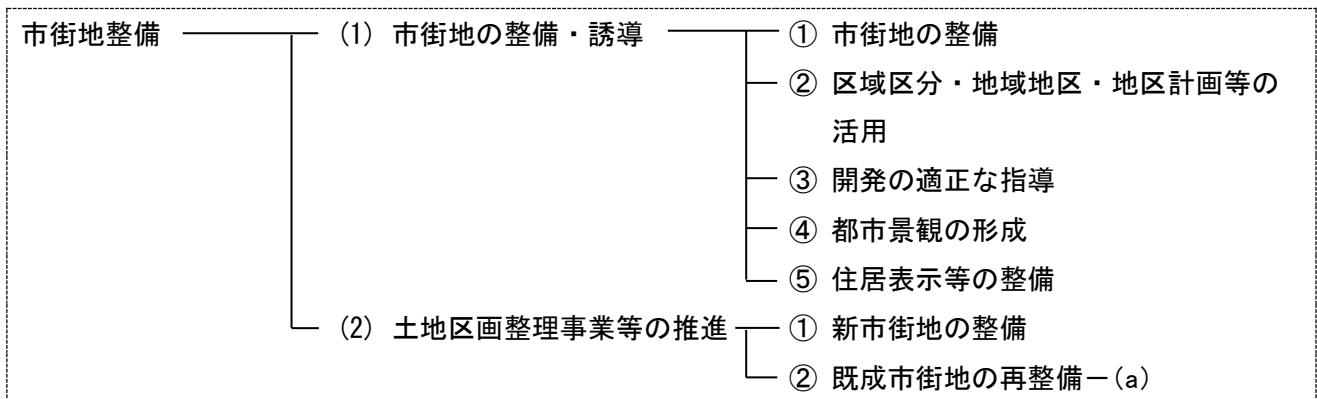 市街地整備 (1) 市街地の整備・誘導 ① 市街地の整備
② 区域区分・地域地区・地区計画等の
活用
③ 開発の適正な指導
④ 都市景観の形成
⑤ 住居表示等の整備
(2) 土地区画整理事業等の推進 ① 新市街地の整備
② 既成市街地の再整備－(a)